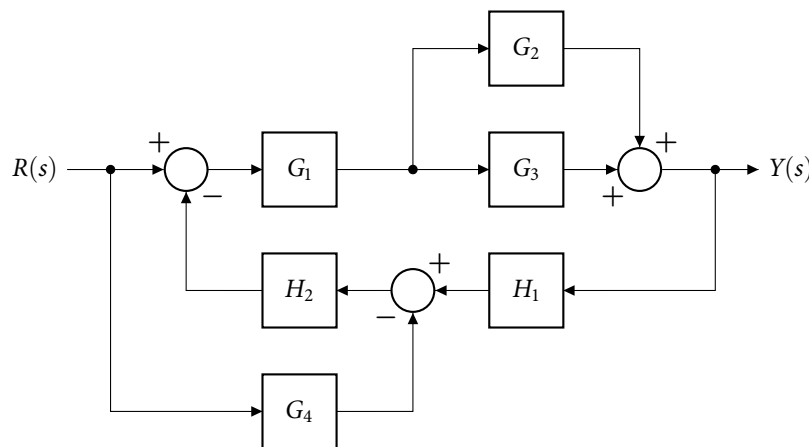 G₂
+ +
R(s) G₁ G₃ Y(s)
− +
+
H₂ H₁
−
G₄